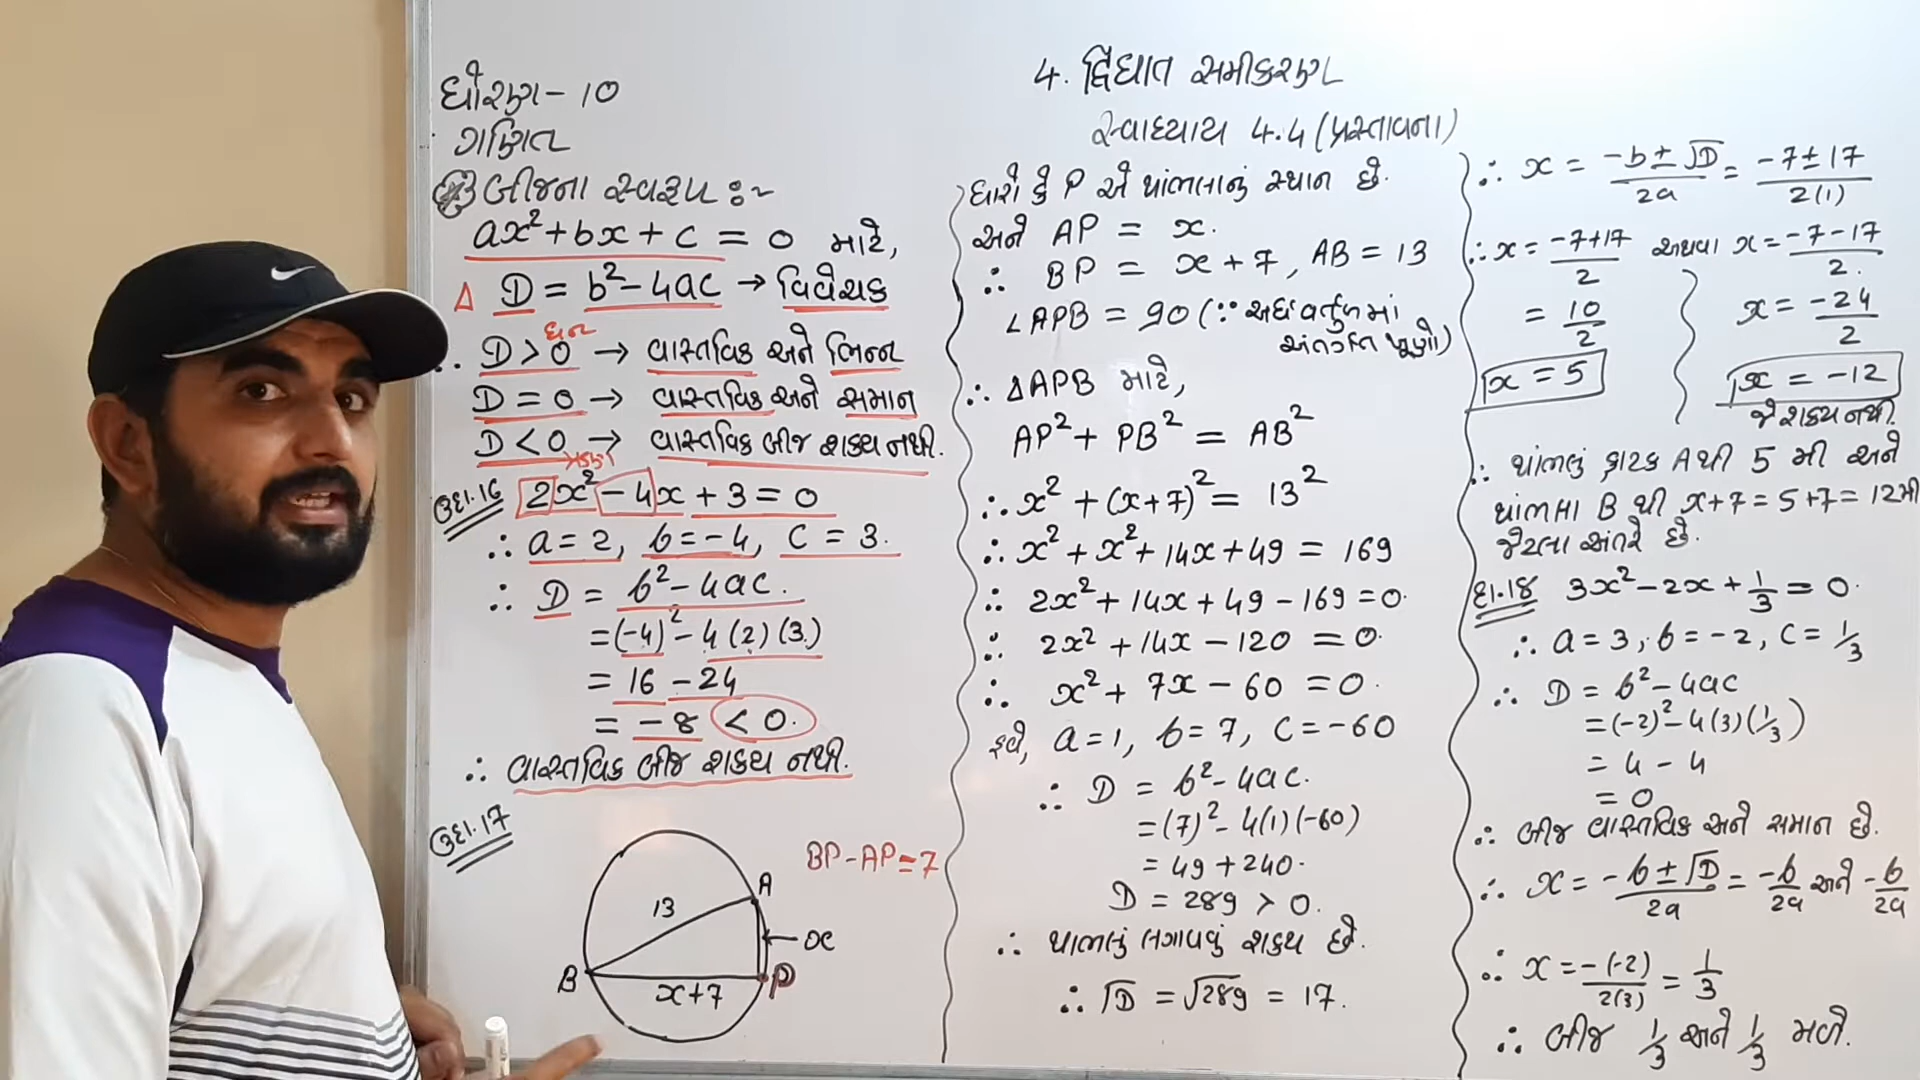 ધોરણ-10
ગણિત
4. દ્વિઘાત સમીકરણ
સ્વાધ્યાય 4.4 (પ્રસ્તાવના)
બીજના સ્વરૂપ :-
ax²+bx+c = 0 માટે,
Δ D = b²-4ac → વિવેચક
ધન
∴ D>0 → વાસ્તવિક અને ભિન્ન
D=0 → વાસ્તવિક અને સમાન
D<0 → વાસ્તવિક બીજ શક્ય નથી.
ઉદા.16 2x²-4x+3=0
∴ a=2, b=-4, c=3.
∴ D = b²-4ac.
=(-4)²-4(2)(3)
= 16-24
= -8 <0.
∴ વાસ્તવિક બીજ શક્ય નથી.
ઉદા.17
BP-AP=7
A
13
x
B
x+7
P
ધારો કે P એ થાંભલાનું સ્થાન છે.
અને AP = x.
∴ BP = x+7, AB=13
∠APB = 90 (∵ અર્ધવર્તુળમાં
અંતર્ગત ખૂણો)
∴ ΔAPB માટે,
AP²+ PB² = AB²
∴ x² + (x+7)² = 13²
∴ x²+x²+14x+49 = 169
∴ 2x²+14x+49-169=0.
∴ 2x²+14x-120 = 0.
∴ x²+ 7x-60 = 0.
હવે, a=1, b=7, c=-60
∴ D = b²-4ac.
=(7)²-4(1)(-60)
= 49+240.
D = 289 > 0.
∴ થાંભલું લગાવવું શક્ય છે.
∴ √D = √289 = 17.
∴ x = -b±√D/2a = -7±17/2(1)
∴ x = -7+17/2 અથવા x = -7-17/2.
= 10/2 x = -24/2
x = 5 x = -12
જે શક્ય નથી.
∴ થાંભલું ફાટક A થી 5 મી અને
થાંભલા B થી x+7=5+7=12મી
જેટલા અંતરે છે.
ઉદા.18 3x²-2x+1/3=0.
∴ a=3, b=-2, c=1/3
∴ D = b²-4ac
=(-2)²-4(3)(1/3)
= 4-4
= 0
∴ બીજ વાસ્તવિક અને સમાન છે.
∴ x = -b±√D/2a = -b/2a અને -b/2a
∴ x = -(-2)/2(3) = 1/3
∴ બીજ 1/3 અને 1/3 મળે.